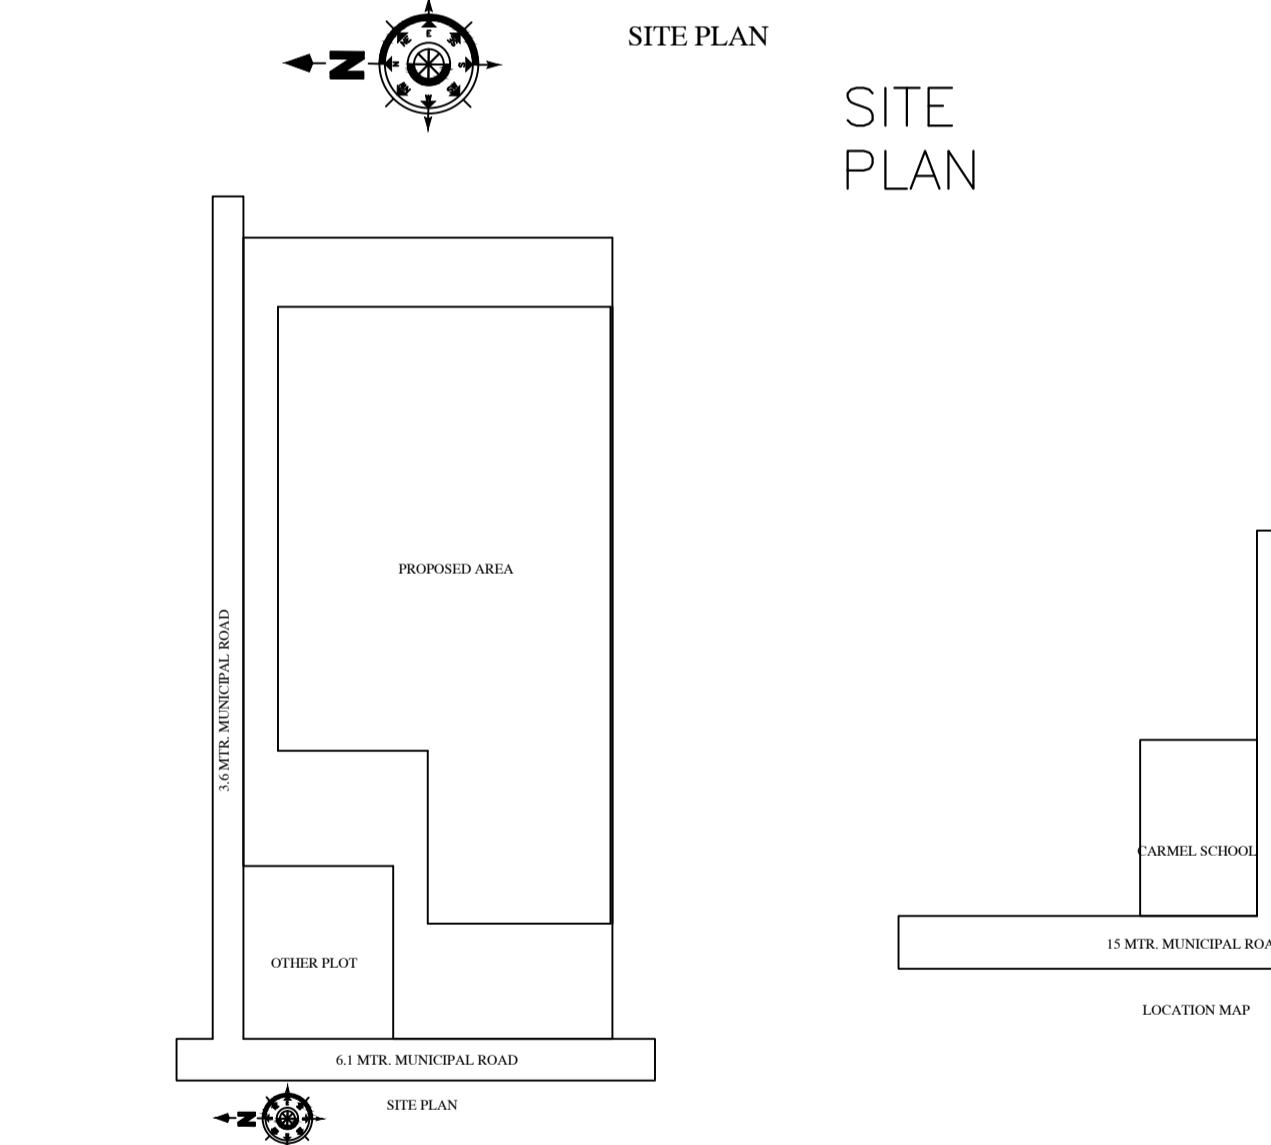 SITE PLAN
N
E
N
S
SITE
PLAN
PROPOSED AREA
3.6 MTR. MUNICIPAL ROAD
CARMEL SCHOOL
15 MTR. MUNICIPAL ROA
OTHER PLOT
LOCATION MAP
6.1 MTR. MUNICIPAL ROAD
SITE PLAN
N